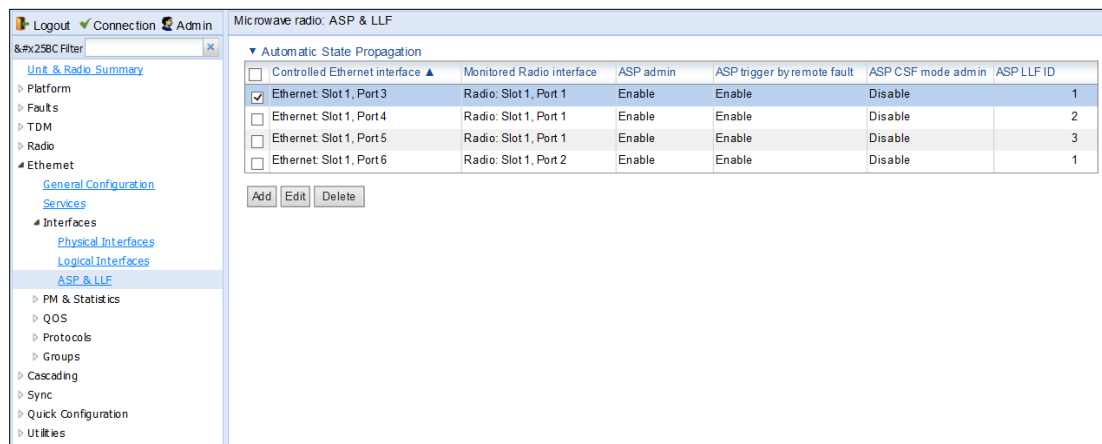 Logout Connection Admin
&#x25BC Filter
Unit & Radio Summary
Platform
Faults
TDM
Radio
Ethernet
General Configuration
Services
Interfaces
Physical Interfaces
Logical Interfaces
ASP & LLF
PM & Statistics
QOS
Protocols
Groups
Cascading
Sync
Quick Configuration
Utilities
Microwave radio: ASP & LLF
▼ Automatic State Propagation
Controlled Ethernet interface ▲ Monitored Radio interface ASP admin ASP trigger by remote fault ASP CSF mode admin ASP LLF ID
Ethernet: Slot 1, Port 3 Radio: Slot 1, Port 1 Enable Enable Disable 1
Ethernet: Slot 1, Port 4 Radio: Slot 1, Port 1 Enable Enable Disable 2
Ethernet: Slot 1, Port 5 Radio: Slot 1, Port 1 Enable Enable Disable 3
Ethernet: Slot 1, Port 6 Radio: Slot 1, Port 2 Enable Enable Disable 1
Add Edit Delete